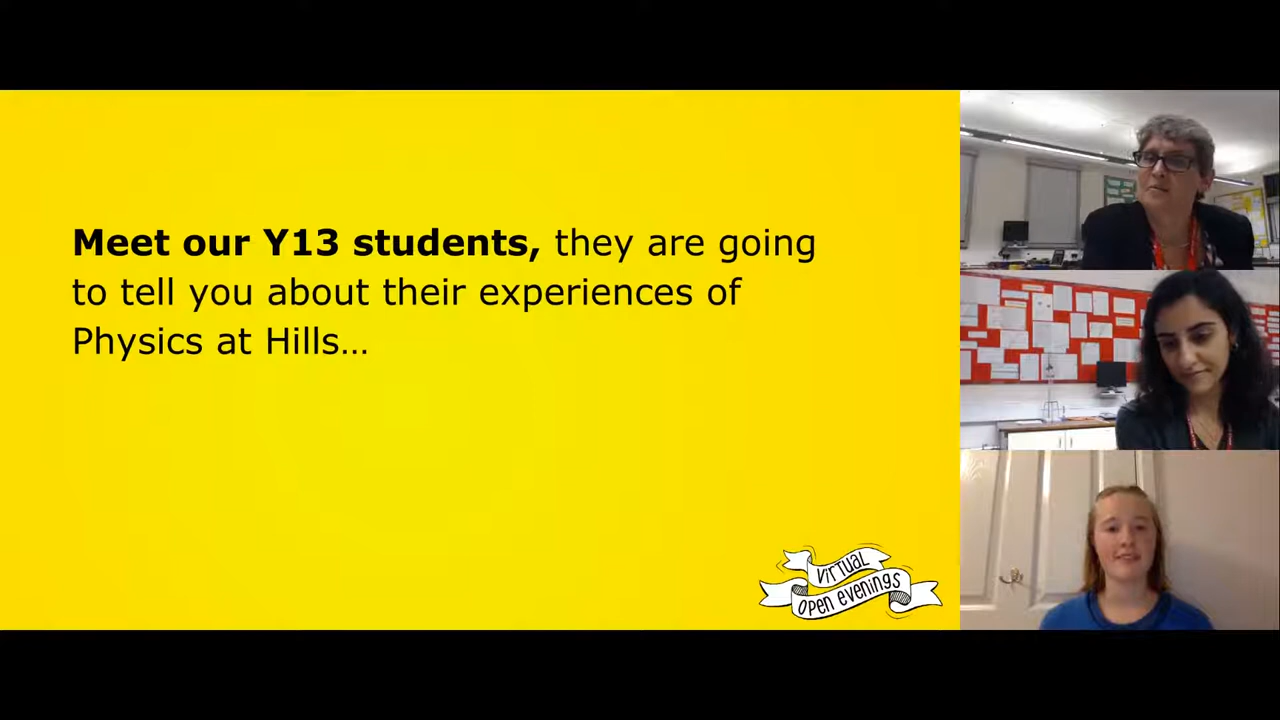 Meet our Y13 students, they are going
to tell you about their experiences of
Physics at Hills…
VIRTUAL
OPEN EVENINGS